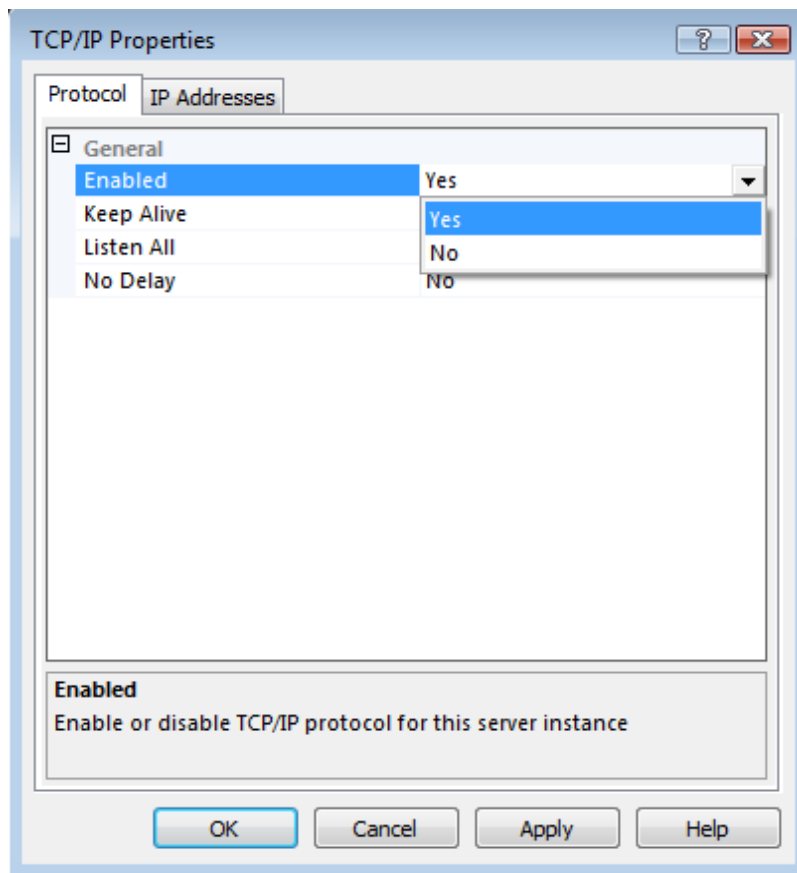 TCP/IP Properties
Protocol IP Addresses
General
Enabled Yes
Keep Alive Yes
Listen All No
No Delay No
Enabled
Enable or disable TCP/IP protocol for this server instance
OK Cancel Apply Help